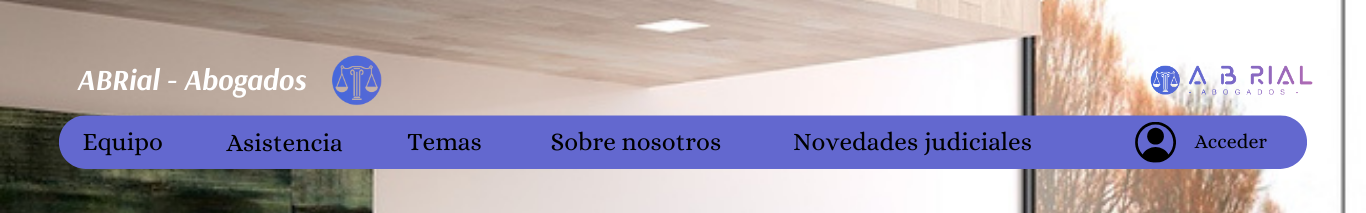 ABRial - Abogados
A B RIAL
- ABOGADOS -
Equipo Asistencia Temas Sobre nosotros Novedades judiciales Acceder